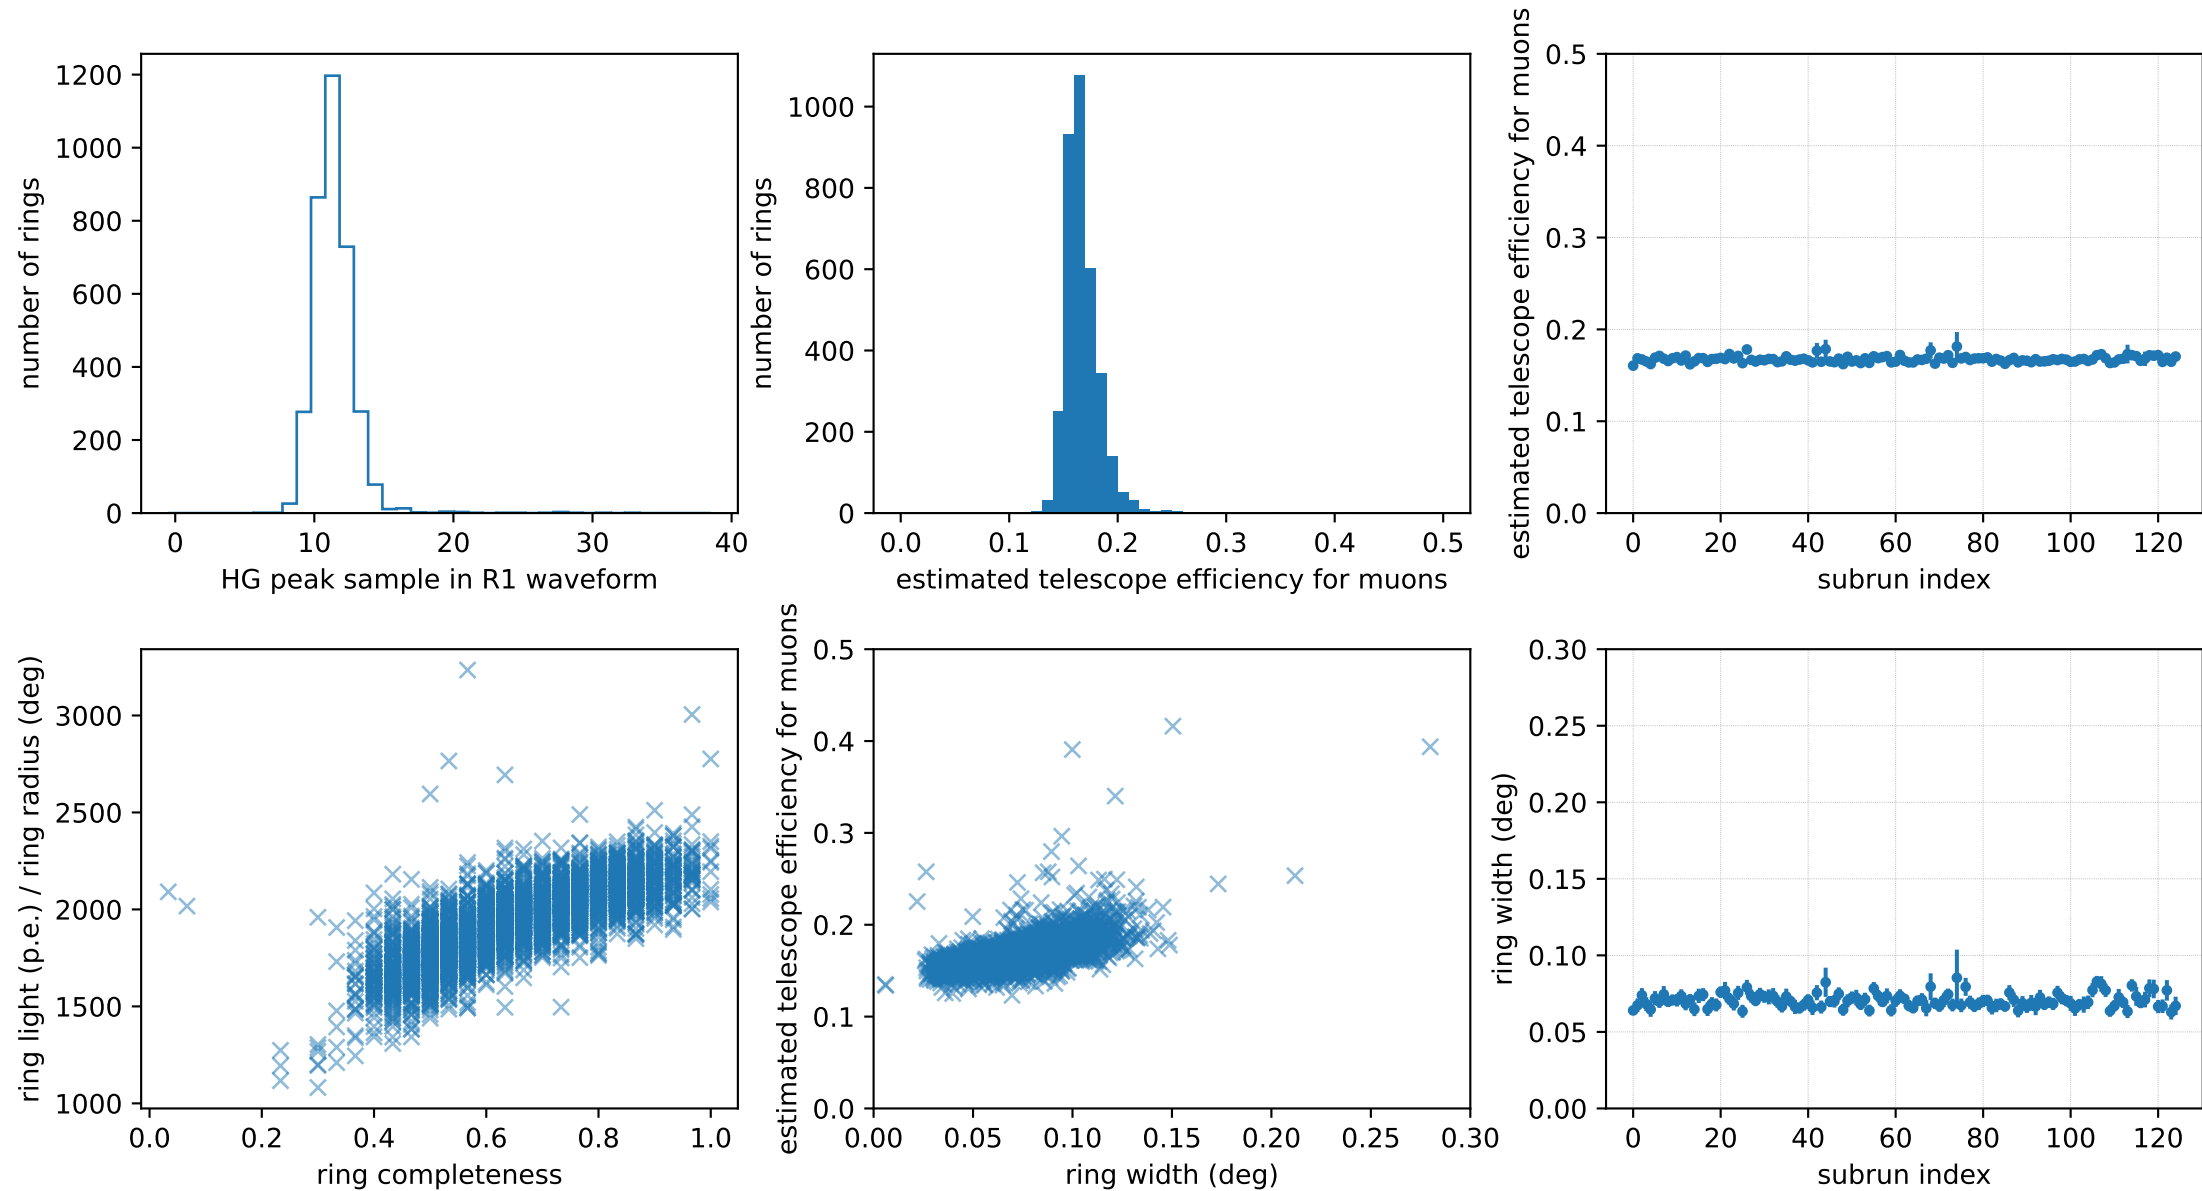 number of rings
1200
1000
800
600
400
200
0
0 10 20 30 40
HG peak sample in R1 waveform
number of rings
1000
800
600
400
200
0
0.0 0.1 0.2 0.3 0.4 0.5
estimated telescope efficiency for muons
estimated telescope efficiency for muons
0.5
0.4
0.3
0.2
0.1
0.0
0 20 40 60 80 100 120
subrun index
ring light (p.e.) / ring radius (deg)
3000
2500
2000
1500
1000
0.0 0.2 0.4 0.6 0.8 1.0
ring completeness
estimated telescope efficiency for muons
0.5
0.4
0.3
0.2
0.1
0.0
0.00 0.05 0.10 0.15 0.20 0.25 0.30
ring width (deg)
ring width (deg)
0.30
0.25
0.20
0.15
0.10
0.05
0.00
0 20 40 60 80 100 120
subrun index